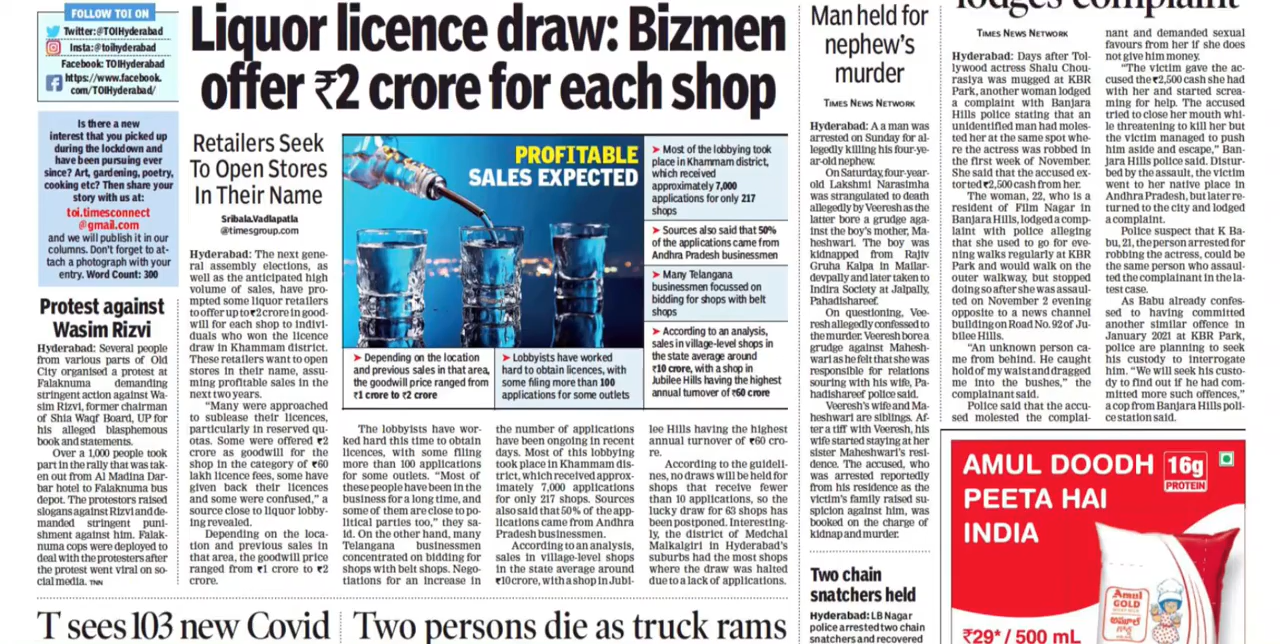 FOLLOW TOI ON
Twitter:@TOIHyderabad
Insta:@toihyderabad
Facebook: TOIHyderabad
https://www.facebook.
com/TOIHyderabad/
Is there a new
interest that you picked up
during the lockdown and
have been pursuing ever
since? Art, gardening, poetry,
cooking etc? Then share your
story with us at:
toi.timesconnect
@gmail.com
and we will publish it in our
columns. Don't forget to at-
tach a photograph with your
entry. Word Count: 300
Protest against
Wasim Rizvi
Hyderabad: Several people
from various parts of Old
City organised a protest at
Falaknuma demanding
stringent action against Wa-
sim Rizvi, former chairman
of Shia Waqf Board, UP for
his alleged blasphemous
book and statements.
Over a 1,000 people took
part in the rally that was tak-
en out from Al Madina Dar-
bar hotel to Falaknuma bus
depot. The protestors raised
slogans against Rizvi and de-
manded stringent puni-
shment against him. Falak-
numa cops were deployed to
deal with the protesters after
the protest went viral on so-
cial media. TNN
Liquor licence draw: Bizmen
offer ₹2 crore for each shop
Retailers Seek
To Open Stores
In Their Name
Sribala.Vadlapatla
@timesgroup.com
Hyderabad: The next gene-
ral assembly elections, as
well as the anticipated high
volume of sales, have pro-
mpted some liquor retailers
to offer up to ₹2 crore in good-
will for each shop to indivi-
duals who won the licence
draw in Khammam district.
These retailers want to open
stores in their name, assu-
ming profitable sales in the
next two years.
"Many were approached
to sublease their licences,
particularly in reserved qu-
otas. Some were offered ₹2
crore as goodwill for the
shop in the category of ₹60
lakh licence fees, some have
given back their licences
and some were confused," a
source close to liquor lobby-
ing revealed.
Depending on the loca-
tion and previous sales in
that area, the goodwill price
ranged from ₹1 crore to ₹2
crore.
PROFITABLE
SALES EXPECTED
➤ Most of the lobbying took
place in Khammam district,
which received
approximately 7,000
applications for only 217
shops
➤ Sources also said that 50%
of the applications came from
Andhra Pradesh businessmen
➤ Many Telangana
businessmen focussed on
bidding for shops with belt
shops
➤ According to an analysis,
sales in village-level shops in
the state average around
₹10 crore, with a shop in
Jubilee Hills having the highest
annual turnover of ₹60 crore
➤ Depending on the location
and previous sales in that area,
the goodwill price ranged from
₹1 crore to ₹2 crore
➤ Lobbyists have worked
hard to obtain licences, with
some filing more than 100
applications for some outlets
The lobbyists have wor-
ked hard this time to obtain
licences, with some filing
more than 100 applications
for some outlets. "Most of
these people have been in the
business for a long time, and
some of them are close to po-
litical parties too," they sa-
id. On the other hand, many
Telangana businessmen
concentrated on bidding for
shops with belt shops. Nego-
tiations for an increase in
the number of applications
have been ongoing in recent
days. Most of this lobbying
took place in Khammam dis-
trict, which received approx-
imately 7,000 applications
for only 217 shops. Sources
also said that 50% of the app-
lications came from Andhra
Pradesh businessmen.
According to an analysis,
sales in village-level shops
in the state average around
₹10 crore, with a shop in Jubi-
lee Hills having the highest
annual turnover of ₹60 cro-
re.
According to the guideli-
nes, no draws will be held for
shops that receive fewer
than 10 applications, so the
lucky draw for 63 shops has
been postponed. Interesting-
ly, the district of Medchal
Malkajgiri in Hyderabad's
suburbs had the most shops
where the draw was halted
due to a lack of applications.
Man held for
nephew's
murder
TIMES NEWS NETWORK
Hyderabad: A a man was
arrested on Sunday for al-
legedly killing his four-ye-
ar-old nephew.
On Saturday, four-year-
old Lakshmi Narasimha
was strangulated to death
allegedly by Veeresh as the
latter bore a grudge aga-
inst the boy's mother, Ma-
heshwari. The boy was
kidnapped from Rajiv
Gruha Kalpa in Mailar-
devpally and later taken to
Indira Society at Jalpally,
Pahadishareef.
On questioning, Vee-
resh allegedly confessed to
the murder. Veeresh bore a
grudge against Mahesh-
wari as he felt that she was
responsible for relations
souring with his wife, Pa-
hadishareef police said.
Veeresh's wife and Ma-
heshwari are siblings. Af-
ter a tiff with Veeresh, his
wife started staying at her
sister Maheshwari's resi-
dence. The accused, who
was arrested reportedly
from his residence as the
victim's family raised su-
spicion against him, was
booked on the charge of
kidnap and murder.
Two chain
snatchers held
Hyderabad: LB Nagar
police arrested two chain
snatchers and recovered
lodges complaint
TIMES NEWS NETWORK
Hyderabad: Days after Tol-
lywood actress Shalu Chou-
rasiya was mugged at KBR
Park, another woman lodged
a complaint with Banjara
Hills police stating that an
unidentified man had moles-
ted her at the same spot whe-
re the actress was robbed in
the first week of November.
She said that the accused ex-
torted ₹2,500 cash from her.
The woman, 22, who is a
resident of Film Nagar in
Banjara Hills, lodged a comp-
laint with police alleging
that she used to go for eve-
ning walks regularly at KBR
Park and would walk on the
outer walkway, but stopped
doing so after she was assaul-
ted on November 2 evening
opposite to a news channel
building on Road No. 92 of Ju-
bilee Hills.
"An unknown person ca-
me from behind. He caught
hold of my waist and dragged
me into the bushes," the
complainant said.
Police said that the accu-
sed molested the complai-
nant and demanded sexual
favours from her if she does
not give him money.
"The victim gave the ac-
cused the ₹2,500 cash she had
with her and started screa-
ming for help. The accused
tried to close her mouth whi-
le threatening to kill her but
the victim managed to push
him aside and escape," Ban-
jara Hills police said. Distur-
bed by the assault, the victim
went to her native place in
Andhra Pradesh, but later re-
turned to the city and lodged
a complaint.
Police suspect that K Ba-
bu, 21, the person arrested for
robbing the actress, could be
the same person who assaul-
ted the complainant in the la-
test case.
As Babu already confes-
sed to having committed
another similar offence in
January 2021 at KBR Park,
police are planning to seek
his custody to interrogate
him. "We will seek his custo-
dy to find out if he had com-
mitted more such offences,"
a cop from Banjara Hills poli-
ce station said.
AMUL DOODH
PEETA HAI
INDIA
16g
PROTEIN
Amul
GOLD
₹29* / 500 mL
T sees 103 new Covid
Two persons die as truck rams